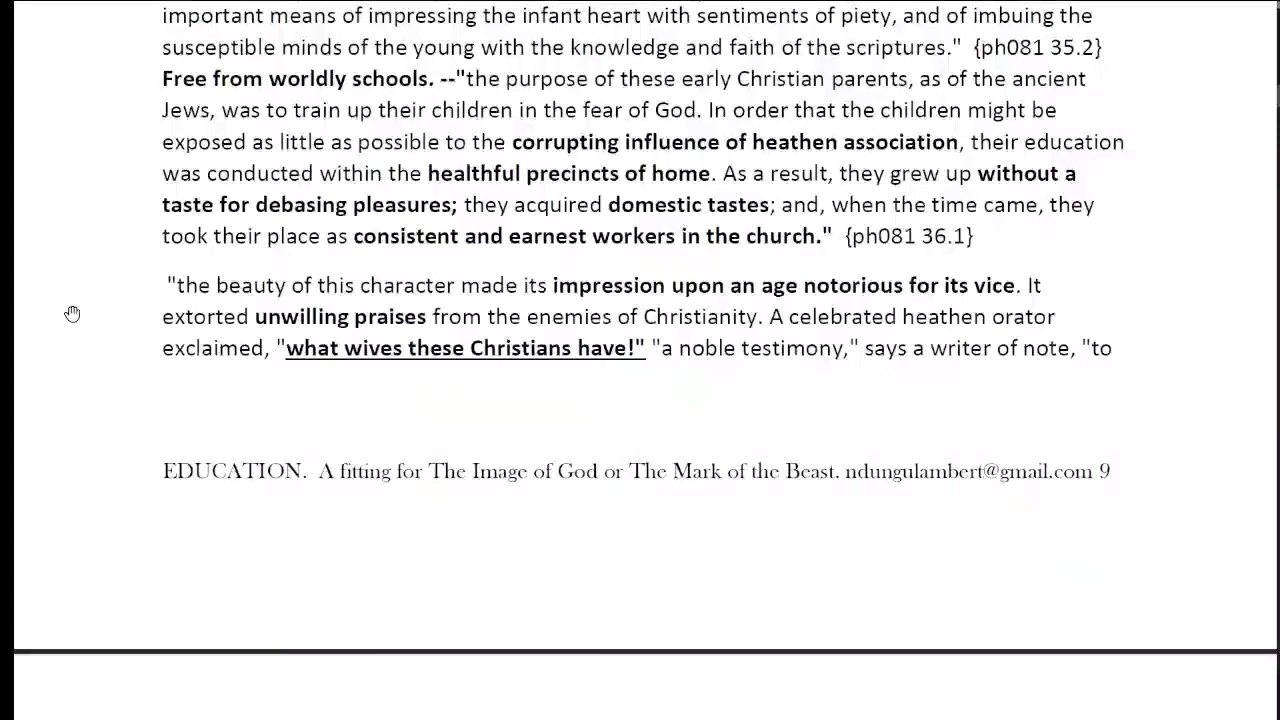 important means of impressing the infant heart with sentiments of piety, and of imbuing the
susceptible minds of the young with the knowledge and faith of the scriptures."  {ph081 35.2}
Free from worldly schools. --"the purpose of these early Christian parents, as of the ancient
Jews, was to train up their children in the fear of God. In order that the children might be
exposed as little as possible to the corrupting influence of heathen association, their education
was conducted within the healthful precincts of home. As a result, they grew up without a
taste for debasing pleasures; they acquired domestic tastes; and, when the time came, they
took their place as consistent and earnest workers in the church."  {ph081 36.1}
"the beauty of this character made its impression upon an age notorious for its vice. It
extorted unwilling praises from the enemies of Christianity. A celebrated heathen orator
exclaimed, "what wives these Christians have!" "a noble testimony," says a writer of note, "to
EDUCATION.  A fitting for The Image of God or The Mark of the Beast. ndungulambert@gmail.com 9